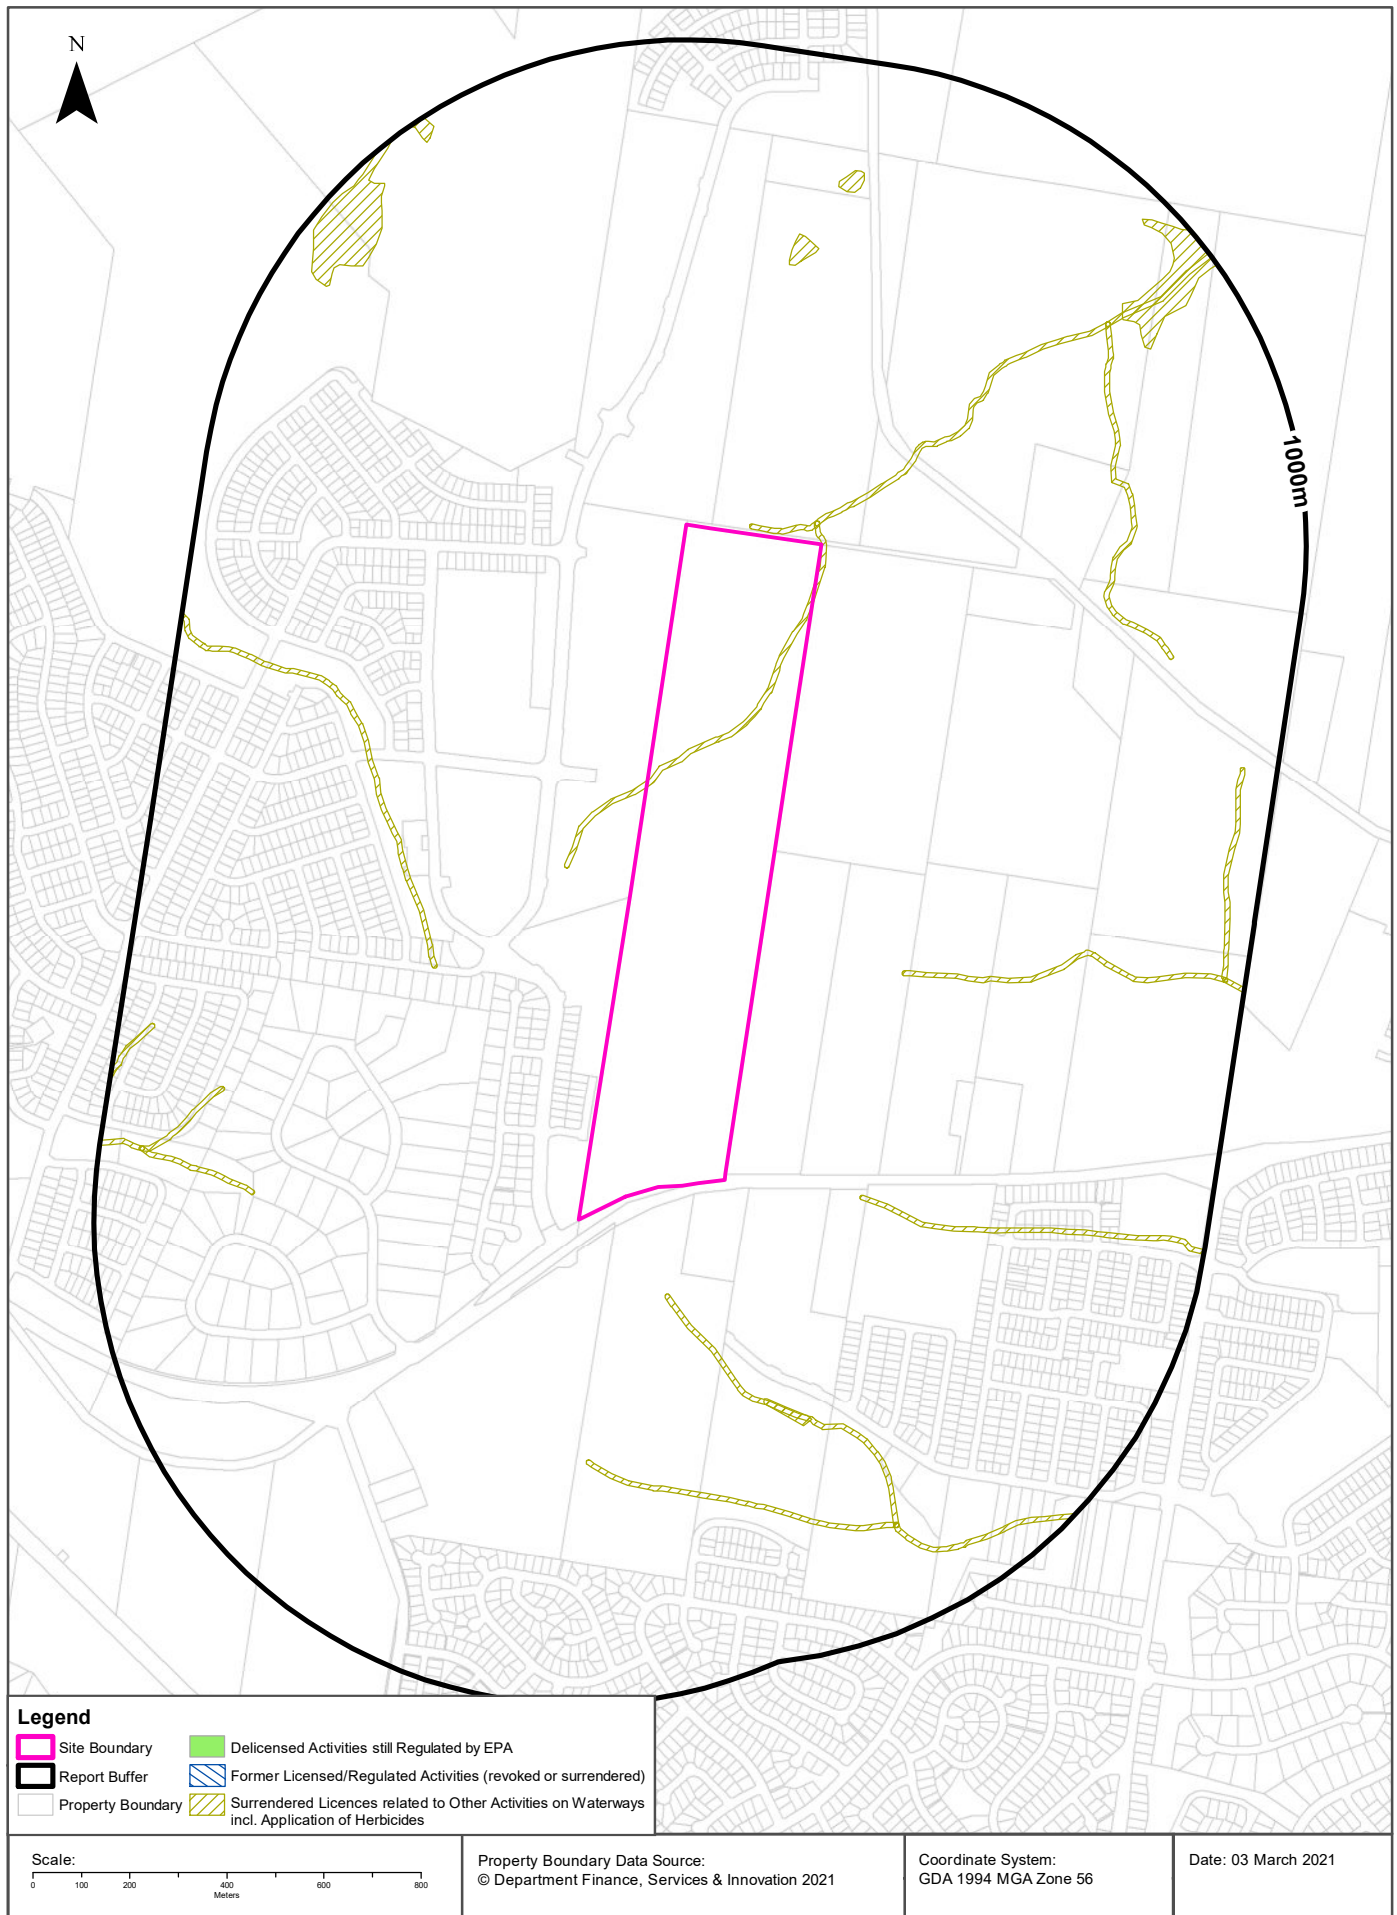 N
1000m
Legend
Site Boundary
Report Buffer
Property Boundary
Delicensed Activities still Regulated by EPA
Former Licensed/Regulated Activities (revoked or surrendered)
Surrendered Licences related to Other Activities on Waterways
incl. Application of Herbicides
Scale:
0 100 200 400 600 800
Meters
Property Boundary Data Source:
© Department Finance, Services & Innovation 2021
Coordinate System:
GDA 1994 MGA Zone 56
Date: 03 March 2021